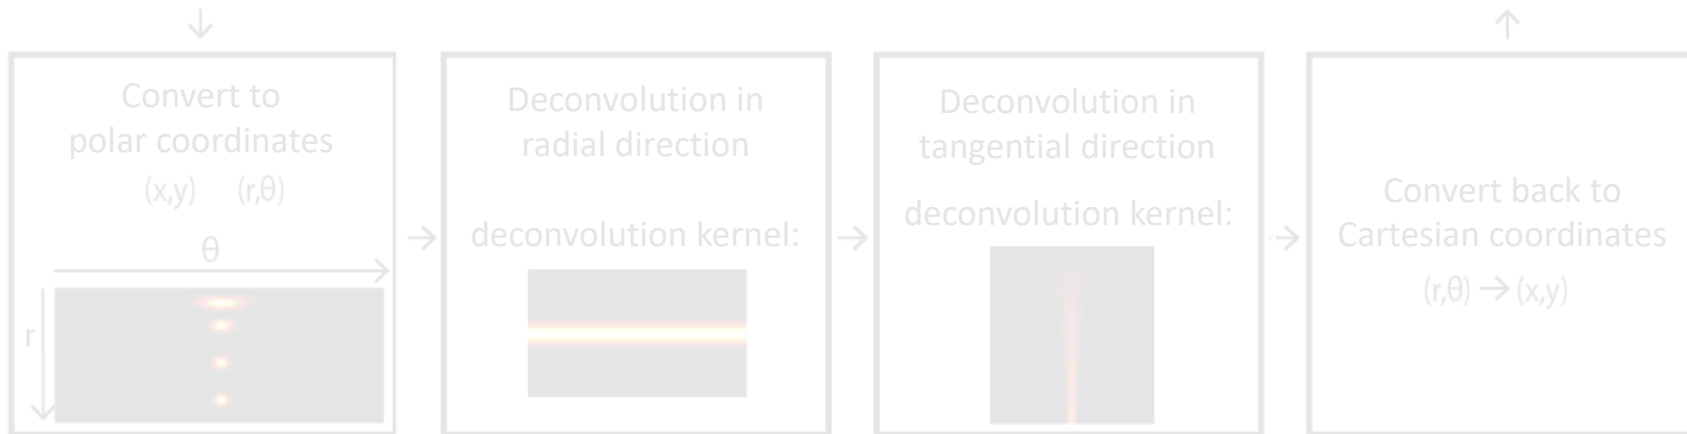 Convert to
polar coordinates
(x,y) (r,θ)
θ
r
Deconvolution in
radial direction
deconvolution kernel:
Deconvolution in
tangential direction
deconvolution kernel:
Convert back to
Cartesian coordinates
(r,θ) → (x,y)